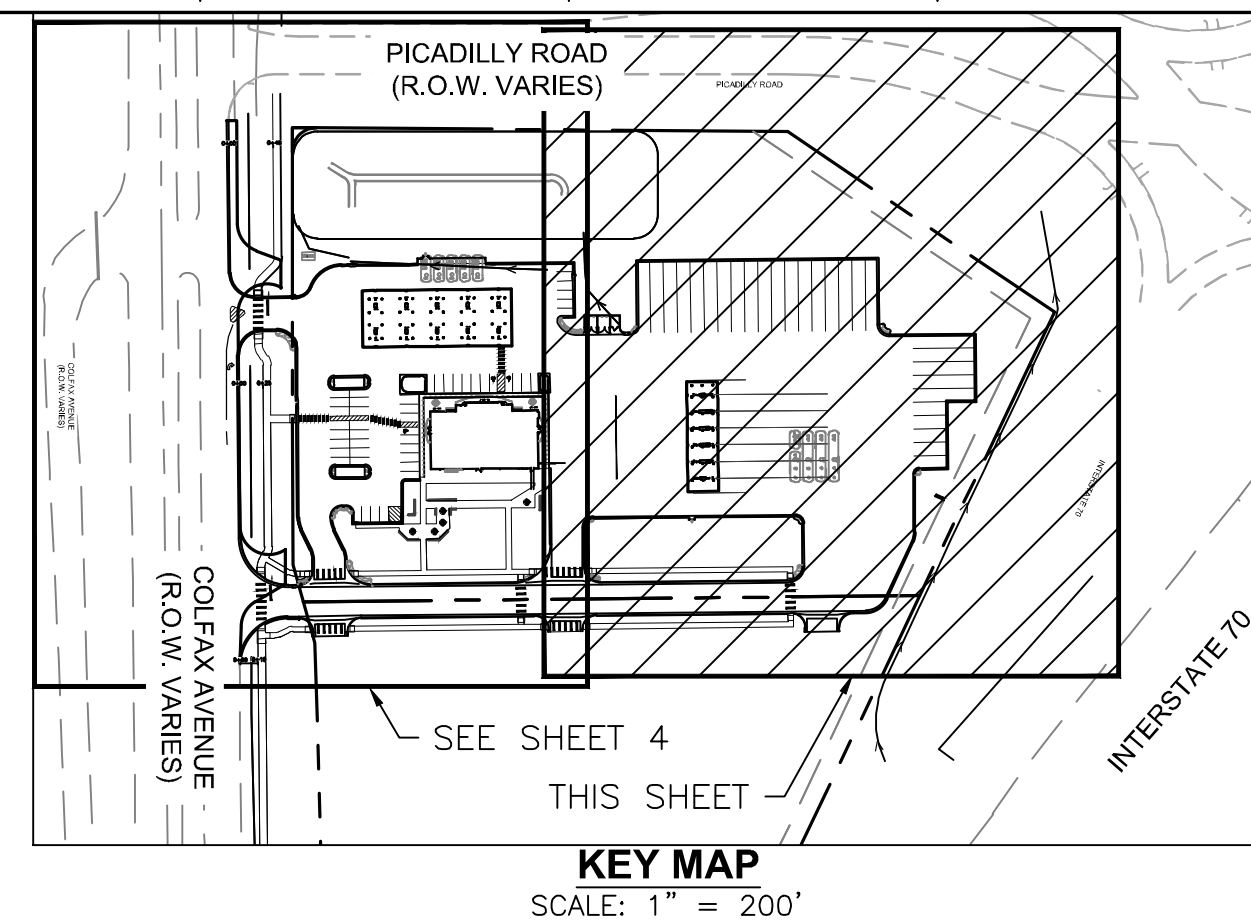 PICADILLY ROAD
(R.O.W. VARIES)
PICADILLY ROAD
COLFAX AVENUE
(R.O.W. VARIES)
INTERSTATE 70
COLFAX AVENUE
(R.O.W. VARIES)
INTERSTATE 70
SEE SHEET 4
THIS SHEET
KEY MAP
SCALE: 1" = 200'